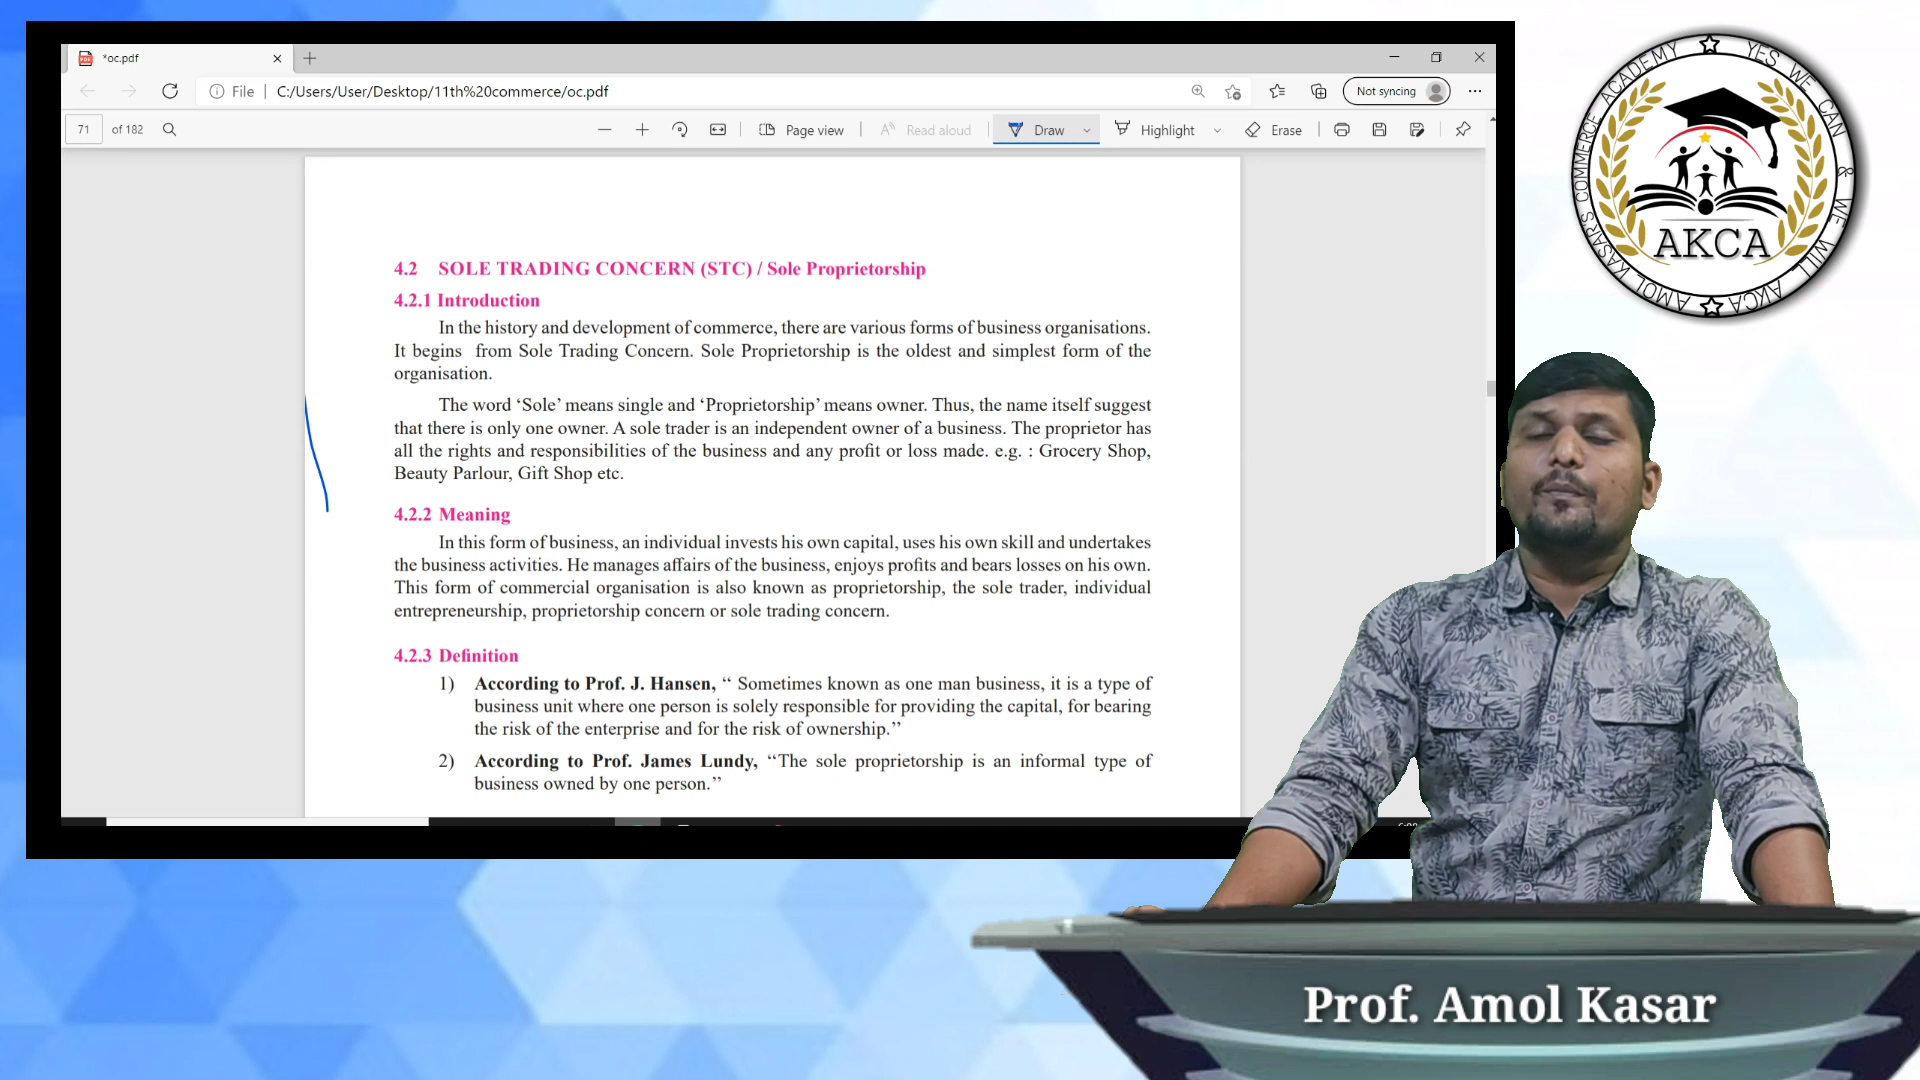 *oc.pdf
File | C:/Users/User/Desktop/11th%20commerce/oc.pdf
Not syncing
71 of 182
Page view
Read aloud
Draw
Highlight
Erase
4.2 SOLE TRADING CONCERN (STC) / Sole Proprietorship
4.2.1 Introduction
In the history and development of commerce, there are various forms of business organisations.
It begins from Sole Trading Concern. Sole Proprietorship is the oldest and simplest form of the
organisation.
The word ‘Sole’ means single and ‘Proprietorship’ means owner. Thus, the name itself suggest
that there is only one owner. A sole trader is an independent owner of a business. The proprietor has
all the rights and responsibilities of the business and any profit or loss made. e.g. : Grocery Shop,
Beauty Parlour, Gift Shop etc.
4.2.2 Meaning
In this form of business, an individual invests his own capital, uses his own skill and undertakes
the business activities. He manages affairs of the business, enjoys profits and bears losses on his own.
This form of commercial organisation is also known as proprietorship, the sole trader, individual
entrepreneurship, proprietorship concern or sole trading concern.
4.2.3 Definition
1) According to Prof. J. Hansen, ‘‘ Sometimes known as one man business, it is a type of
business unit where one person is solely responsible for providing the capital, for bearing
the risk of the enterprise and for the risk of ownership.’’
2) According to Prof. James Lundy, ‘‘The sole proprietorship is an informal type of
business owned by one person.’’
AMOL KASAR'S COMMERCE ACADEMY
YES WE CAN & WE WILL
AKCA
AKCA
Prof. Amol Kasar